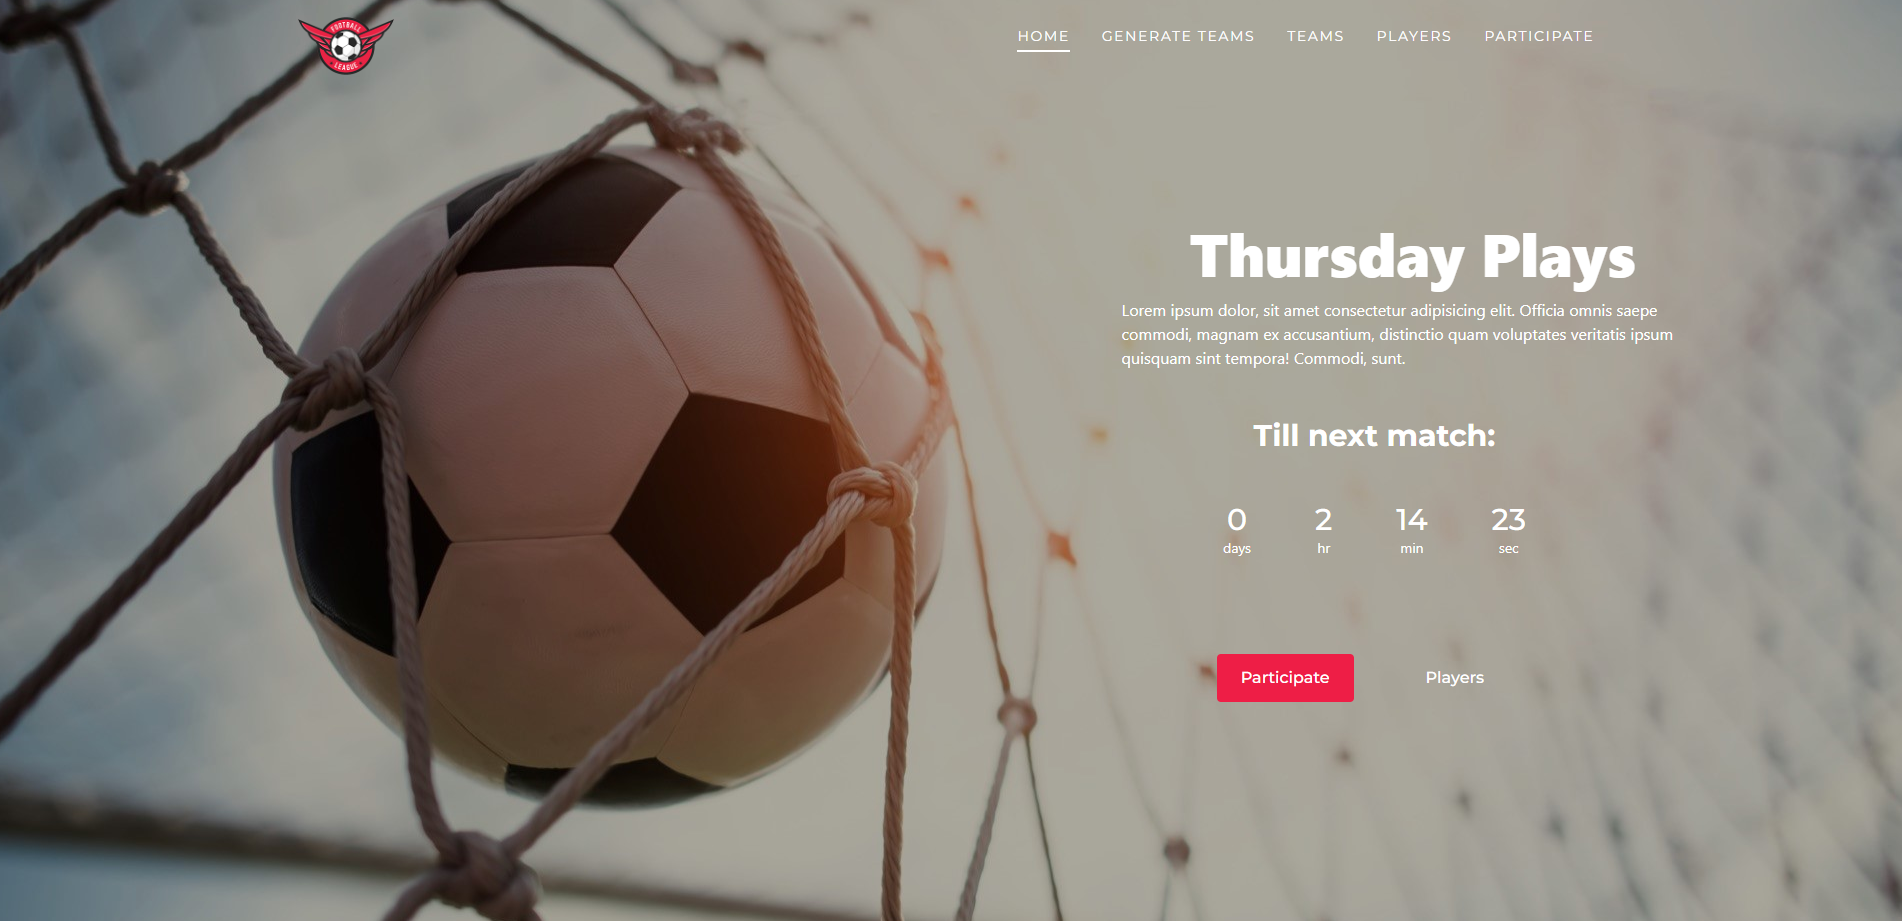 FOOTBALL
LEAGUE
HOME GENERATE TEAMS TEAMS PLAYERS PARTICIPATE
Thursday Plays
Lorem ipsum dolor, sit amet consectetur adipisicing elit. Officia omnis saepe
commodi, magnam ex accusantium, distinctio quam voluptates veritatis ipsum
quisquam sint tempora! Commodi, sunt.
Till next match:
0 2 14 23
days hr min sec
Participate Players